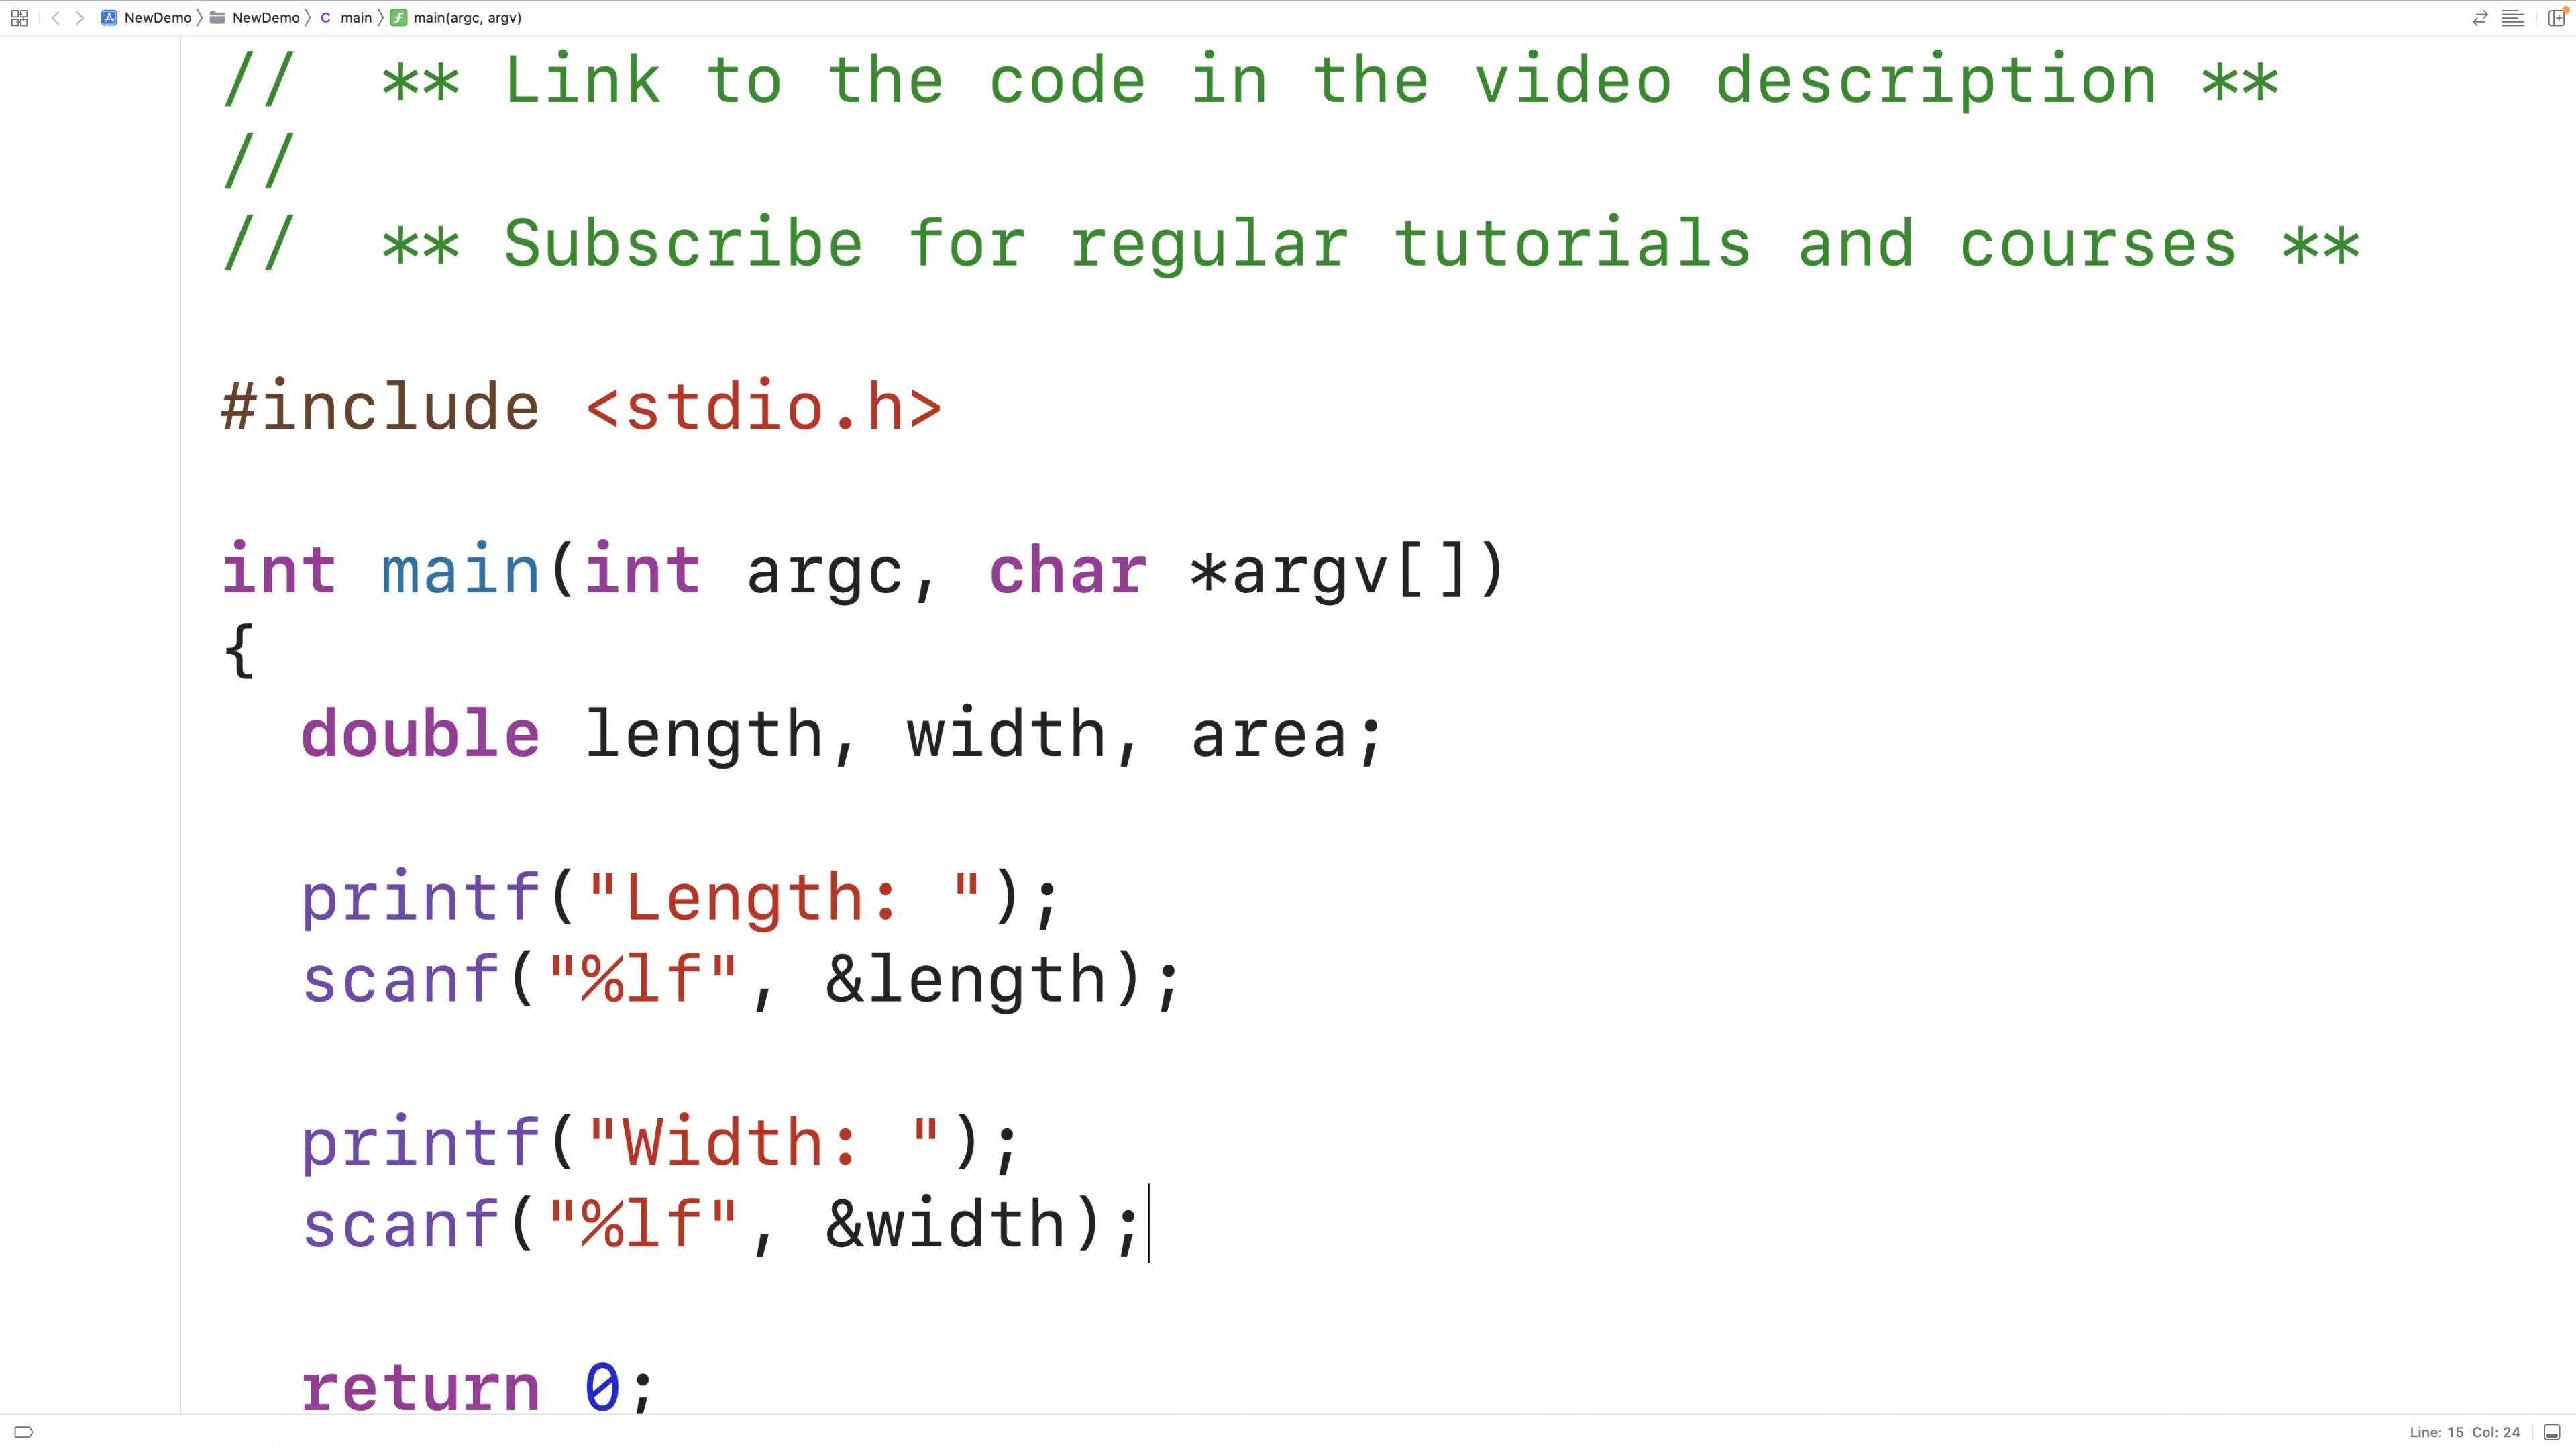 NewDemo NewDemo C main f main(argc, argv)
// ** Link to the code in the video description **
//
// ** Subscribe for regular tutorials and courses **
#include <stdio.h>
int main(int argc, char *argv[])
{
double length, width, area;
printf("Length: ");
scanf("%lf", &length);
printf("Width: ");
scanf("%lf", &width);
return 0;
Line: 15 Col: 24